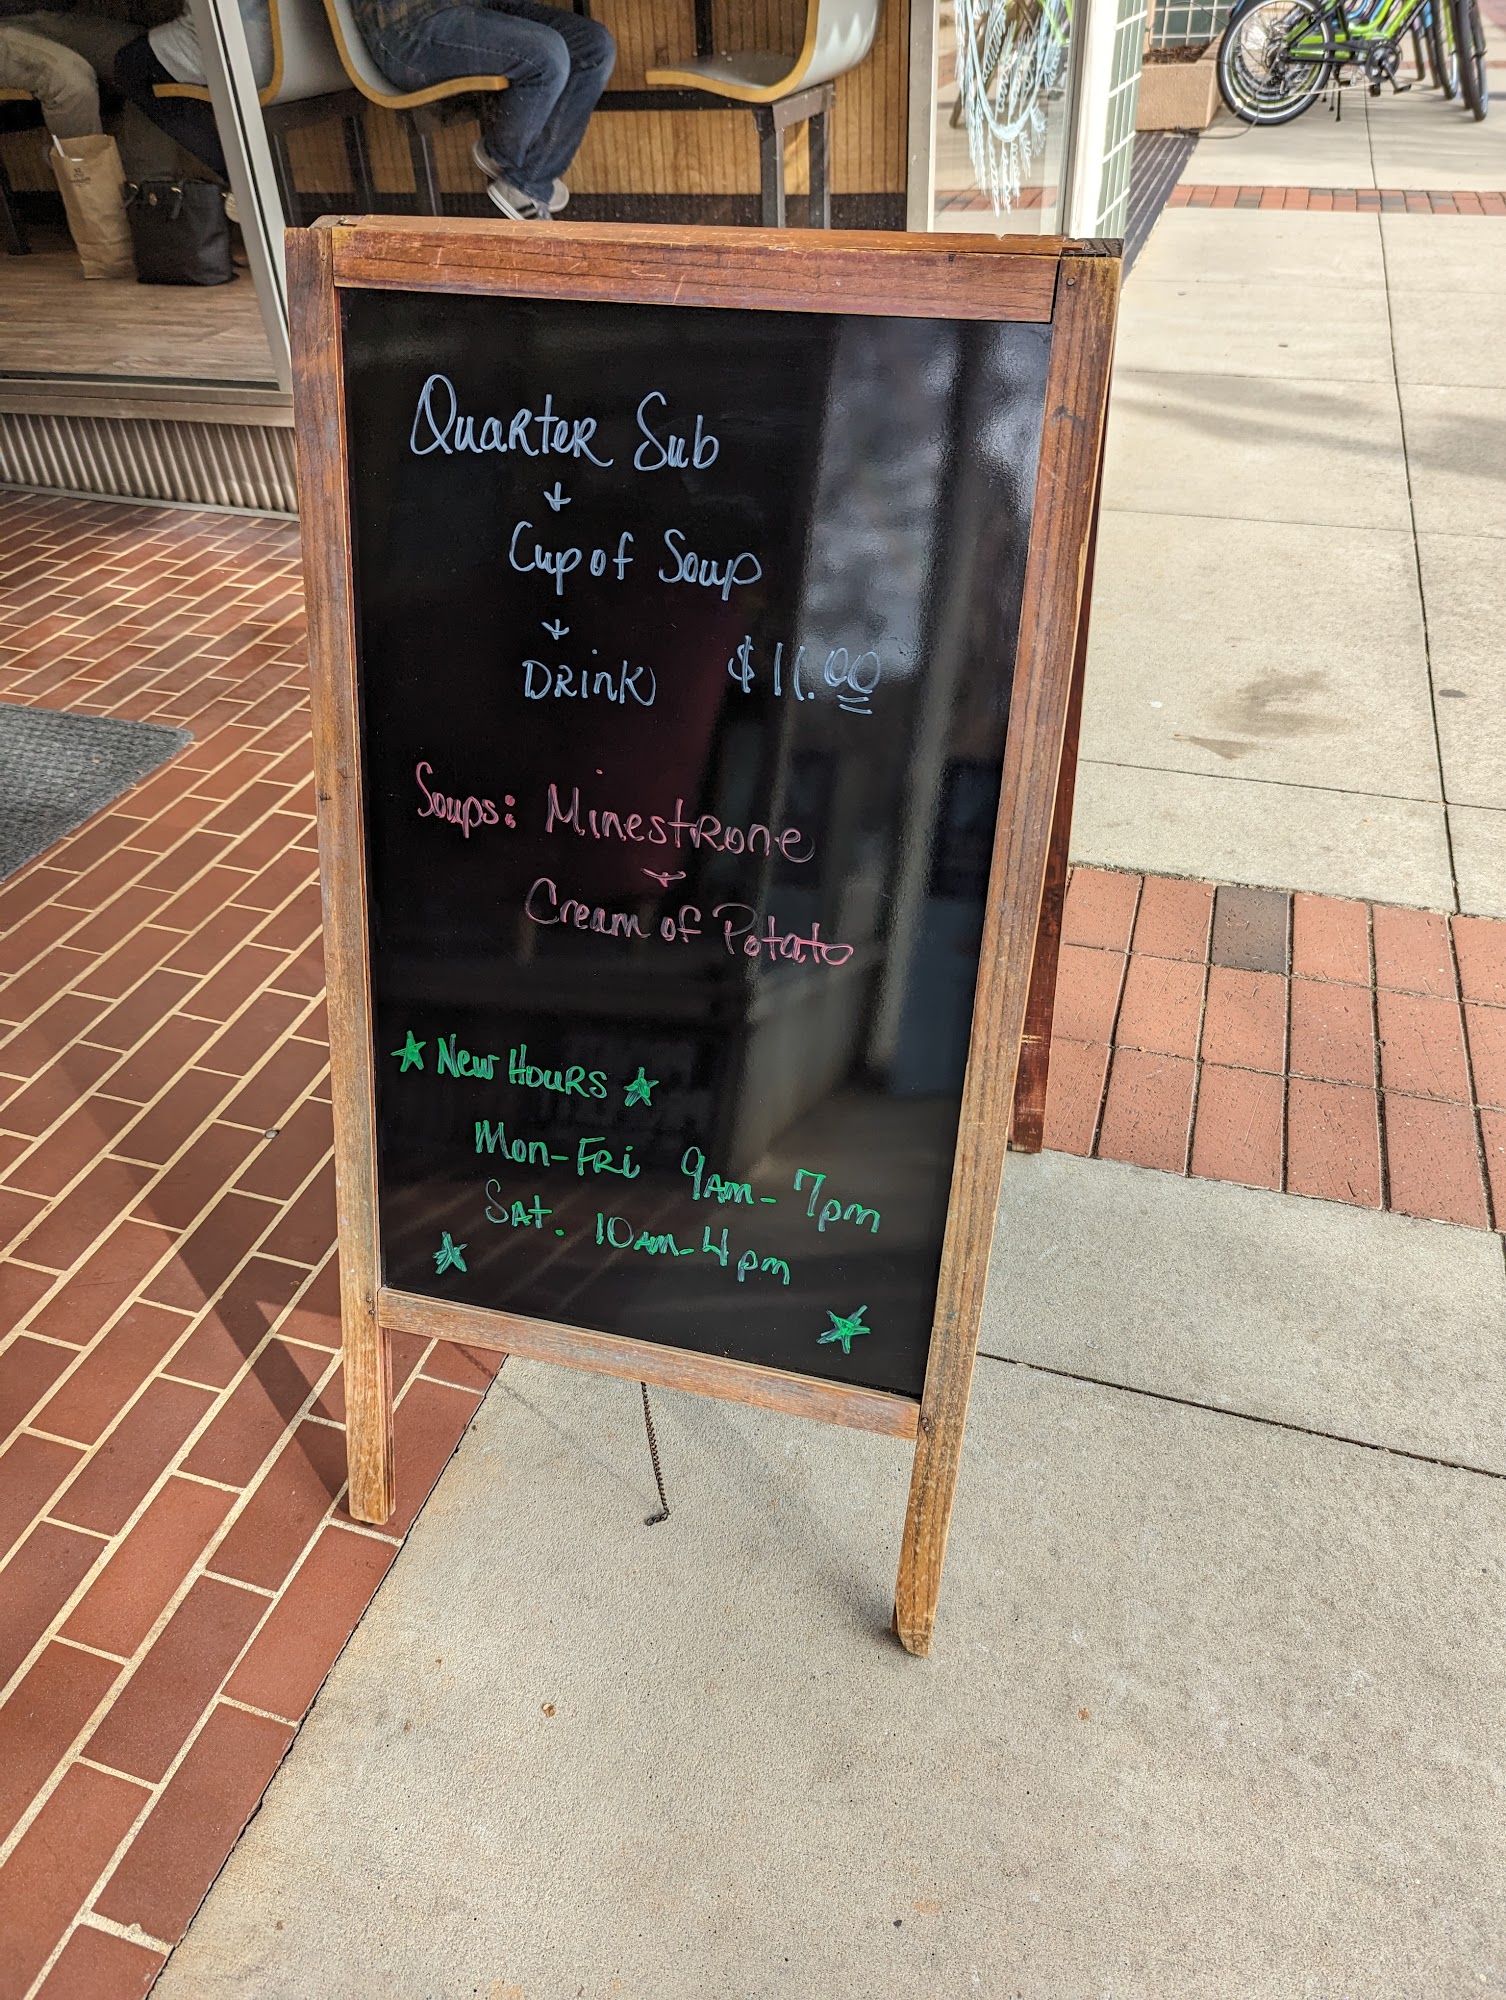 Quarter Sub
+
Cup of Soup
+
Drink $11.00
Soups: Minestrone
+
Cream of Potato
New Hours
Mon-Fri 9am-7pm
Sat. 10am-4pm